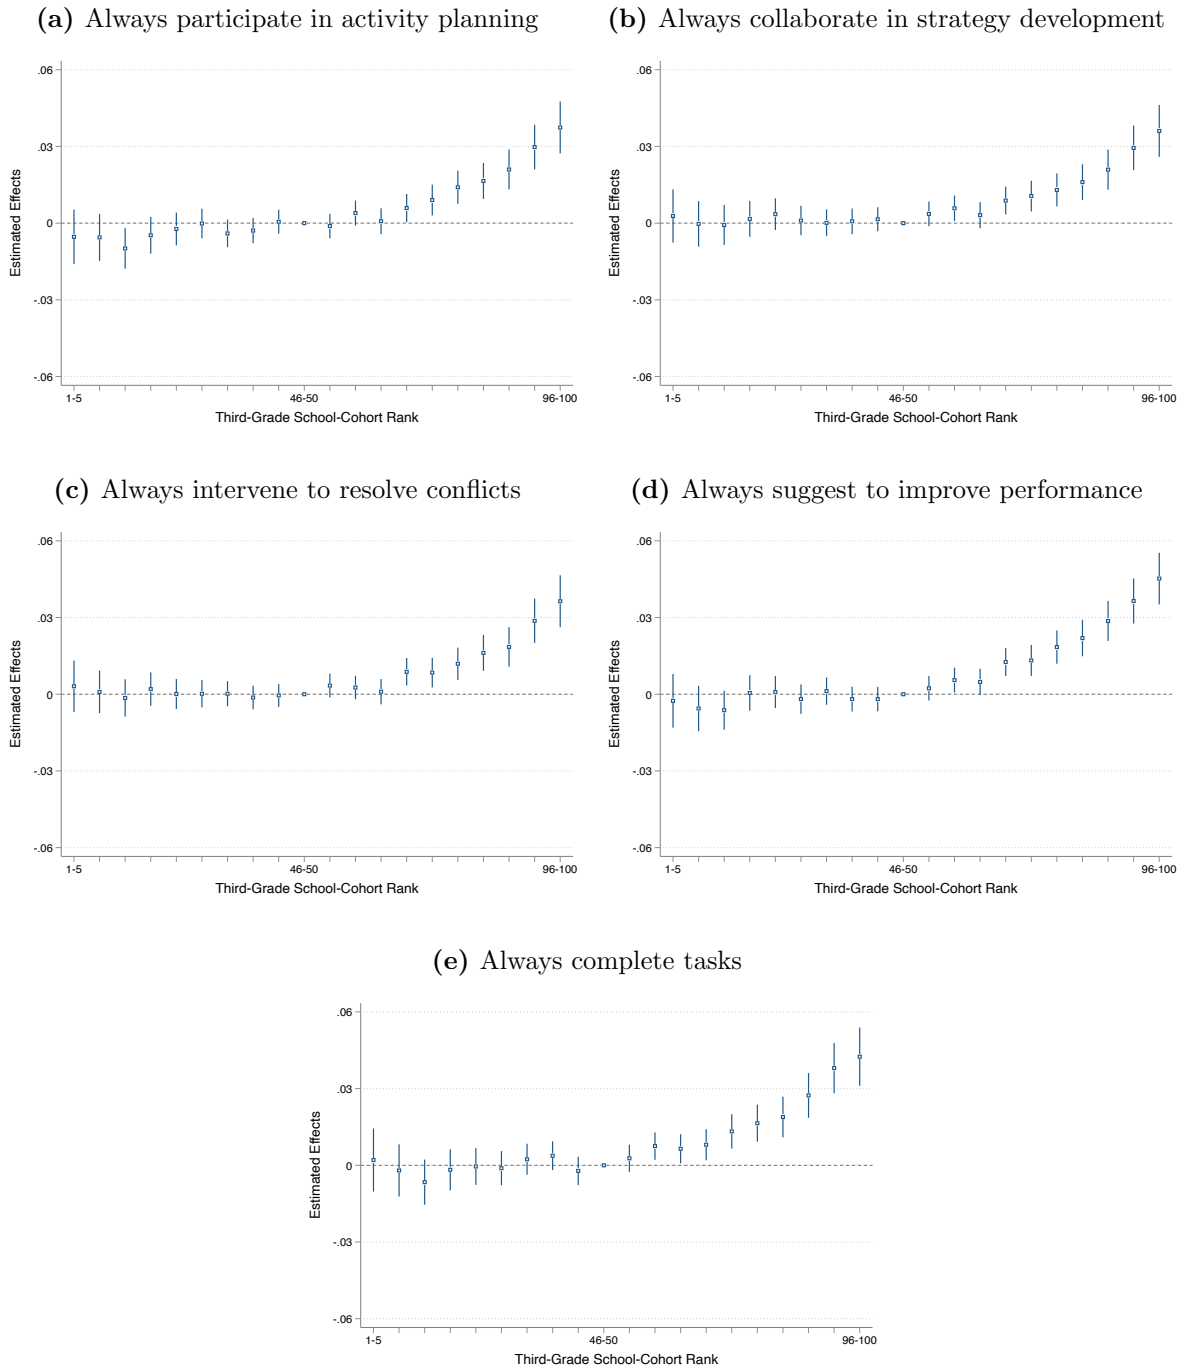 (a) Always participate in activity planning
.06
.03
0
-.03
-.06
Estimated Effects
1-5
46-50
96-100
Third-Grade School-Cohort Rank
(b) Always collaborate in strategy development
.06
.03
0
-.03
-.06
Estimated Effects
1-5
46-50
96-100
Third-Grade School-Cohort Rank
(c) Always intervene to resolve conflicts
.06
.03
0
-.03
-.06
Estimated Effects
1-5
46-50
96-100
Third-Grade School-Cohort Rank
(d) Always suggest to improve performance
.06
.03
0
-.03
-.06
Estimated Effects
1-5
46-50
96-100
Third-Grade School-Cohort Rank
(e) Always complete tasks
.06
.03
0
-.03
-.06
Estimated Effects
1-5
46-50
96-100
Third-Grade School-Cohort Rank